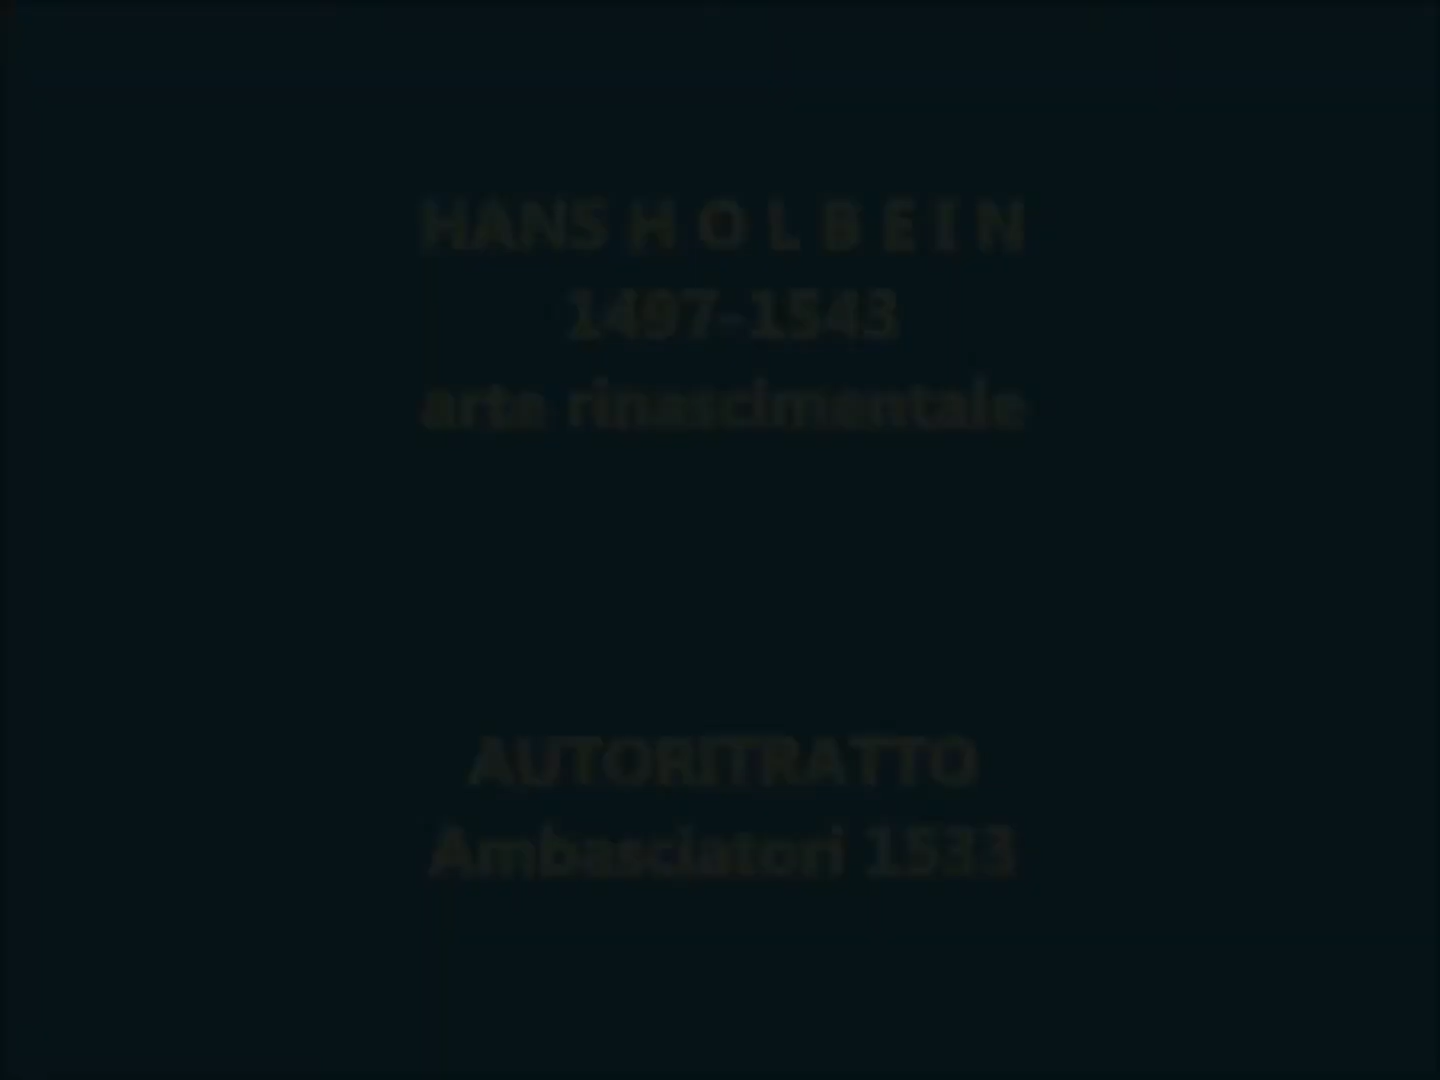 HANS H O L B E I N
1497-1543
arte rinascimentale
AUTORITRATTO
Ambasciatori 1533